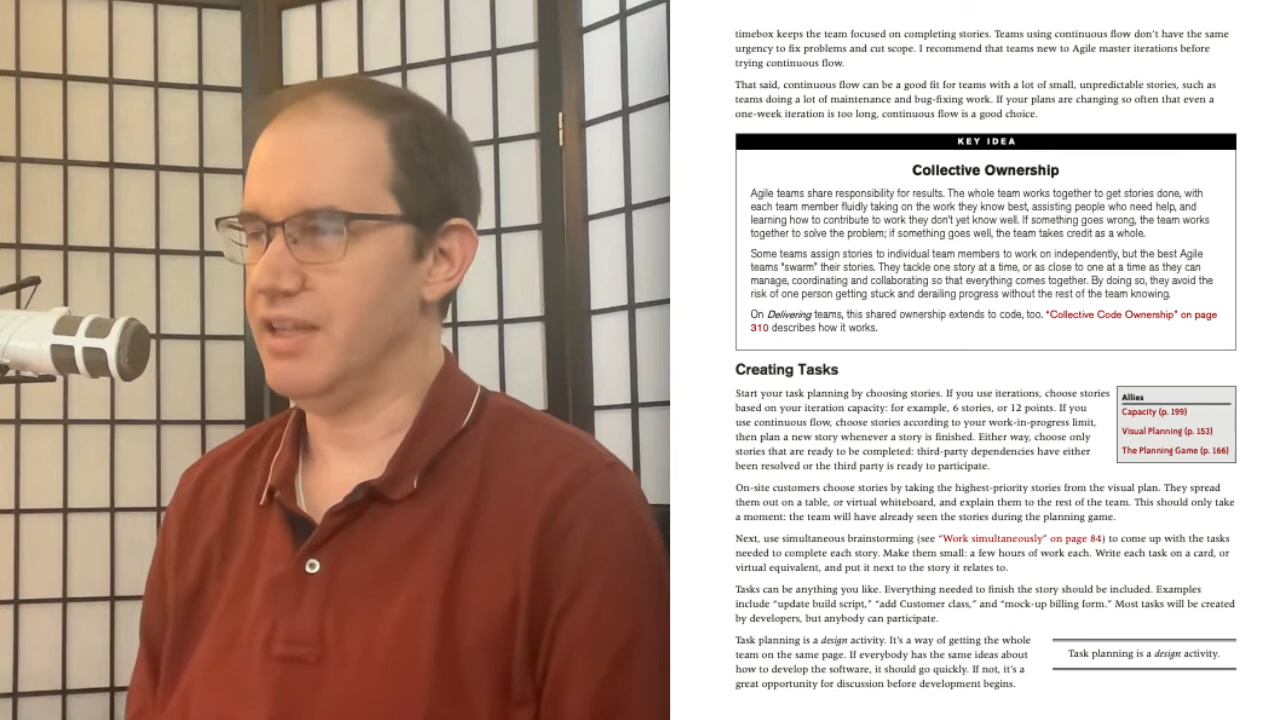 timebox keeps the team focused on completing stories. Teams using continuous flow don't have the same
urgency to fix problems and cut scope. I recommend that teams new to Agile master iterations before
trying continuous flow.
That said, continuous flow can be a good fit for teams with a lot of small, unpredictable stories, such as
teams doing a lot of maintenance and bug-fixing work. If your plans are changing so often that even a
one-week iteration is too long, continuous flow is a good choice.
KEY IDEA
Collective Ownership
Agile teams share responsibility for results. The whole team works together to get stories done, with
each team member fluidly taking on the work they know best, assisting people who need help, and
learning how to contribute to work they don't yet know well. If something goes wrong, the team works
together to solve the problem; if something goes well, the team takes credit as a whole.
Some teams assign stories to individual team members to work on independently, but the best Agile
teams "swarm" their stories. They tackle one story at a time, or as close to one at a time as they can
manage, coordinating and collaborating so that everything comes together. By doing so, they avoid the
risk of one person getting stuck and derailing progress without the rest of the team knowing.
On Delivering teams, this shared ownership extends to code, too. "Collective Code Ownership" on page
310 describes how it works.
Creating Tasks
Start your task planning by choosing stories. If you use iterations, choose stories
based on your iteration capacity: for example, 6 stories, or 12 points. If you
use continuous flow, choose stories according to your work-in-progress limit,
then plan a new story whenever a story is finished. Either way, choose only
stories that are ready to be completed: third-party dependencies have either
been resolved or the third party is ready to participate.
Allies
Capacity (p. 199)
Visual Planning (p. 153)
The Planning Game (p. 166)
On-site customers choose stories by taking the highest-priority stories from the visual plan. They spread
them out on a table, or virtual whiteboard, and explain them to the rest of the team. This should only take
a moment: the team will have already seen the stories during the planning game.
Next, use simultaneous brainstorming (see "Work simultaneously" on page 84) to come up with the tasks
needed to complete each story. Make them small: a few hours of work each. Write each task on a card, or
virtual equivalent, and put it next to the story it relates to.
Tasks can be anything you like. Everything needed to finish the story should be included. Examples
include "update build script," "add Customer class," and "mock-up billing form." Most tasks will be created
by developers, but anybody can participate.
Task planning is a design activity. It's a way of getting the whole
team on the same page. If everybody has the same ideas about
how to develop the software, it should go quickly. If not, it's a
great opportunity for discussion before development begins.
Task planning is a design activity.